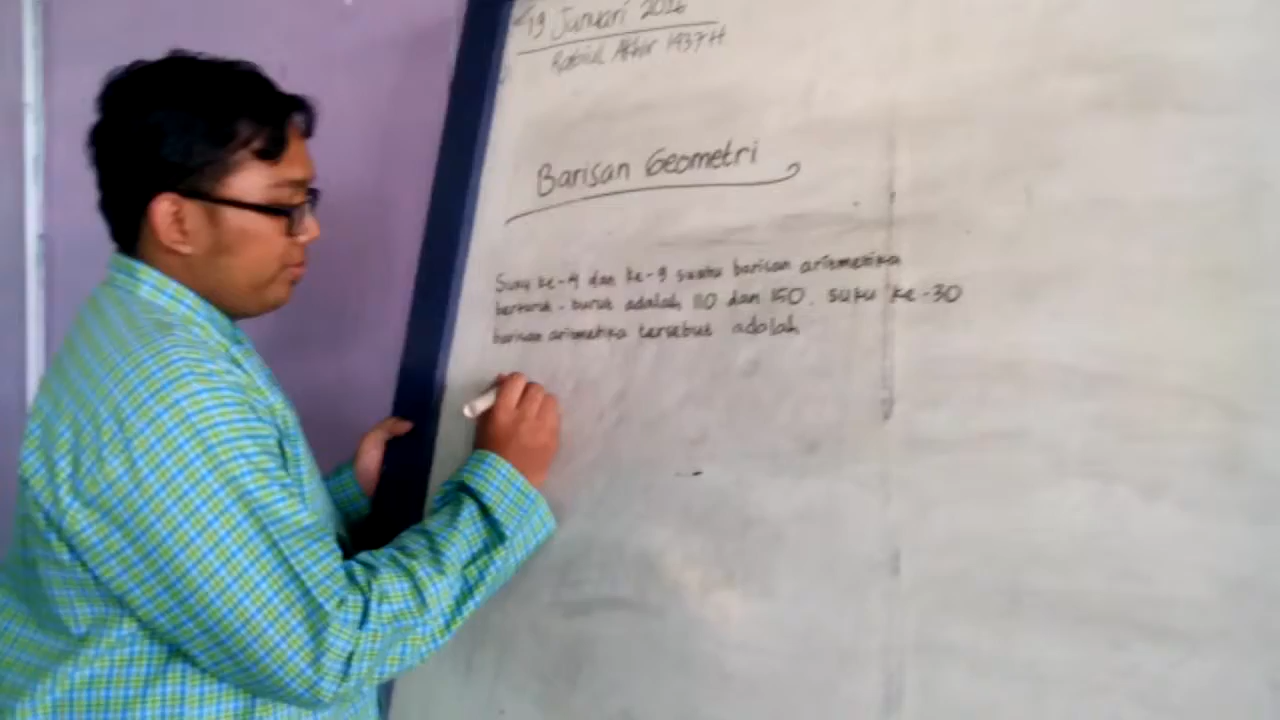 19 Januari 2016
Rabiul Akhir 1937 H
Barisan Geometri
Suku ke-4 dan ke-9 suatu barisan aritmetika
berturut-turut adalah 110 dan 150. suku ke-30
barisan aritmetika tersebut adalah